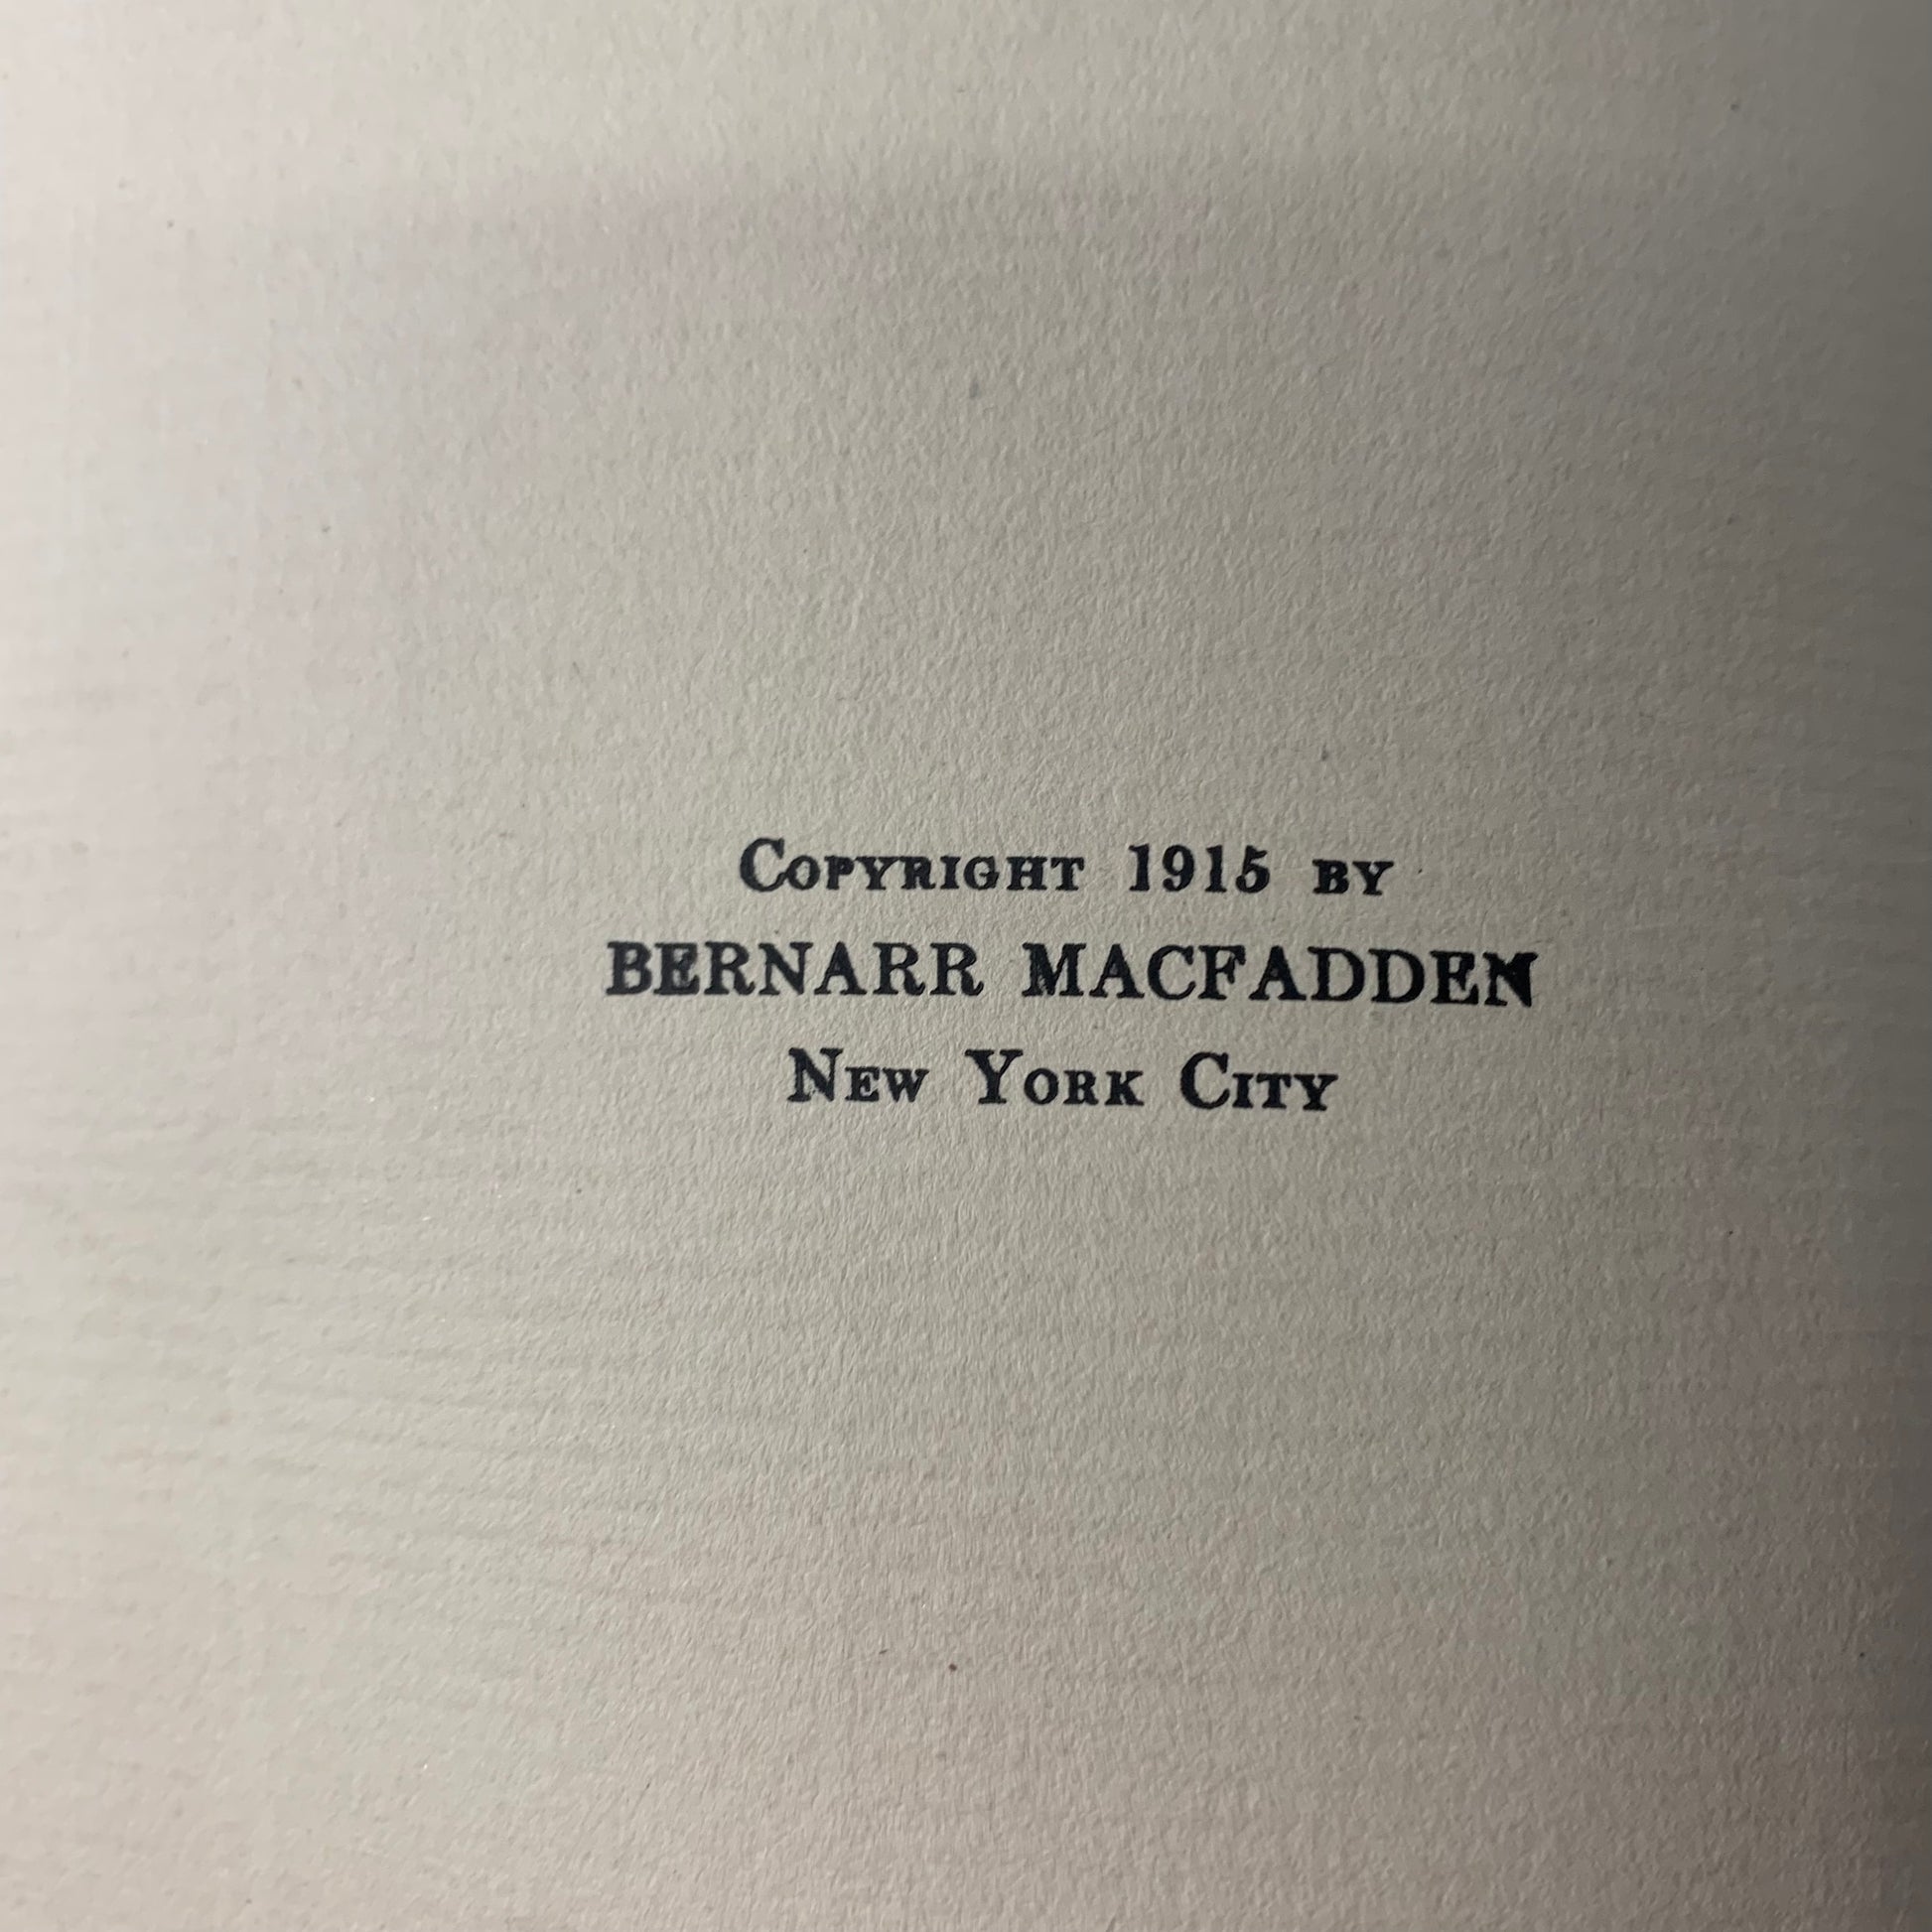 Copyright 1915 by
BERNARR MACFADDEN
New York City